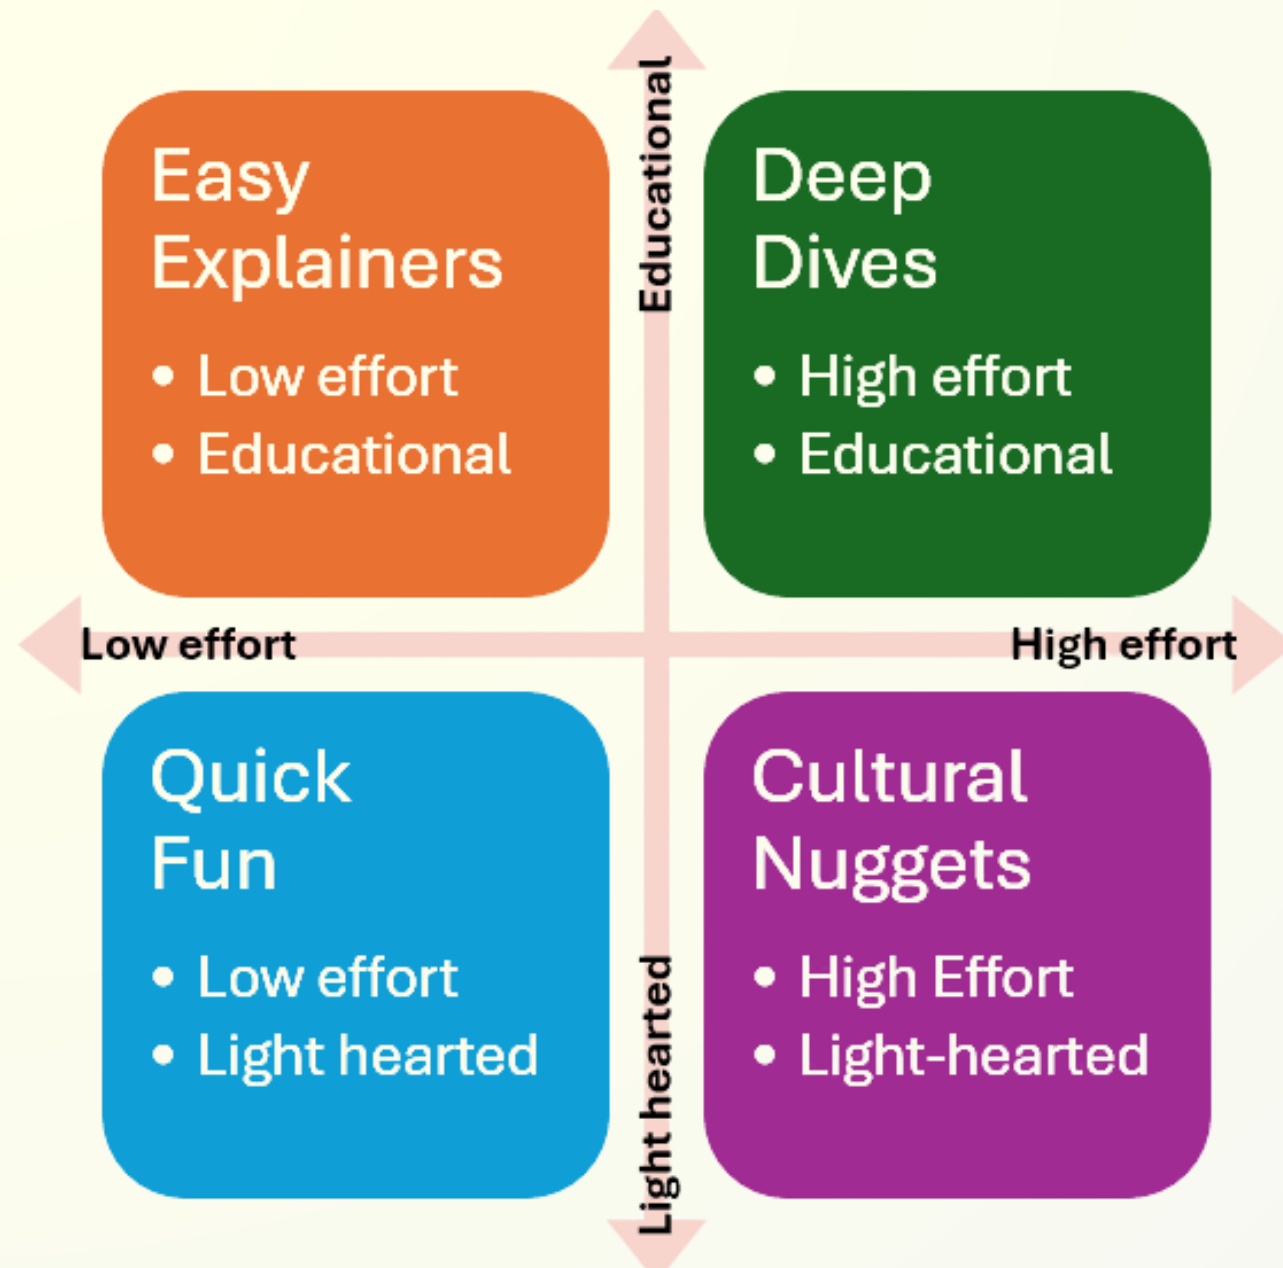 Educational
Easy
Explainers
• Low effort
• Educational
Deep
Dives
• High effort
• Educational
Low effort
High effort
Quick
Fun
• Low effort
• Light hearted
Cultural
Nuggets
• High Effort
• Light-hearted
Light hearted